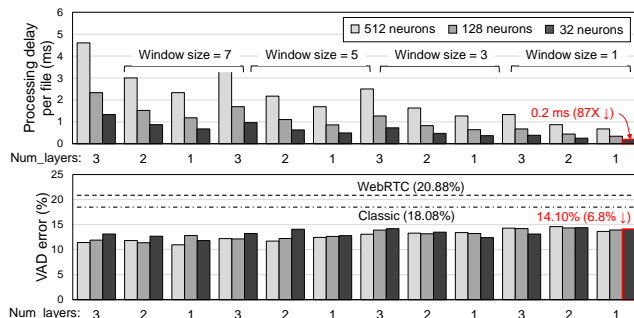 6
5
4
3
2
1
0
Processing delay
per file (ms)
512 neurons
128 neurons
32 neurons
Window size = 7
Window size = 5
Window size = 3
Window size = 1
0.2 ms (87X ↓)
Num_layers: 3 2 1 3 2 1 3 2 1 3 2 1
25
20
15
10
5
0
VAD error (%)
WebRTC (20.88%)
Classic (18.08%)
14.10% (6.8% ↓)
Num_layers: 3 2 1 3 2 1 3 2 1 3 2 1